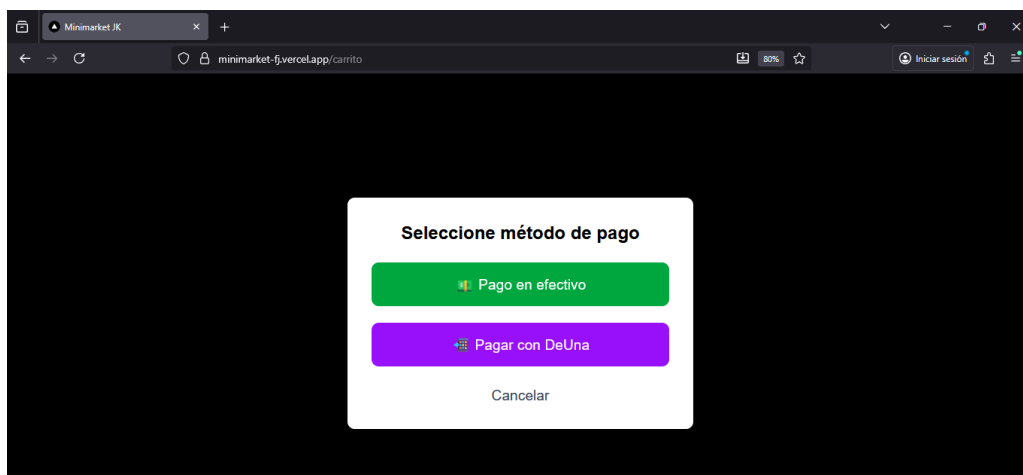 Minimarket JK
minimarket-fj.vercel.app/carrito
80%
Iniciar sesión
Seleccione método de pago
Pago en efectivo
Pagar con DeUna
Cancelar